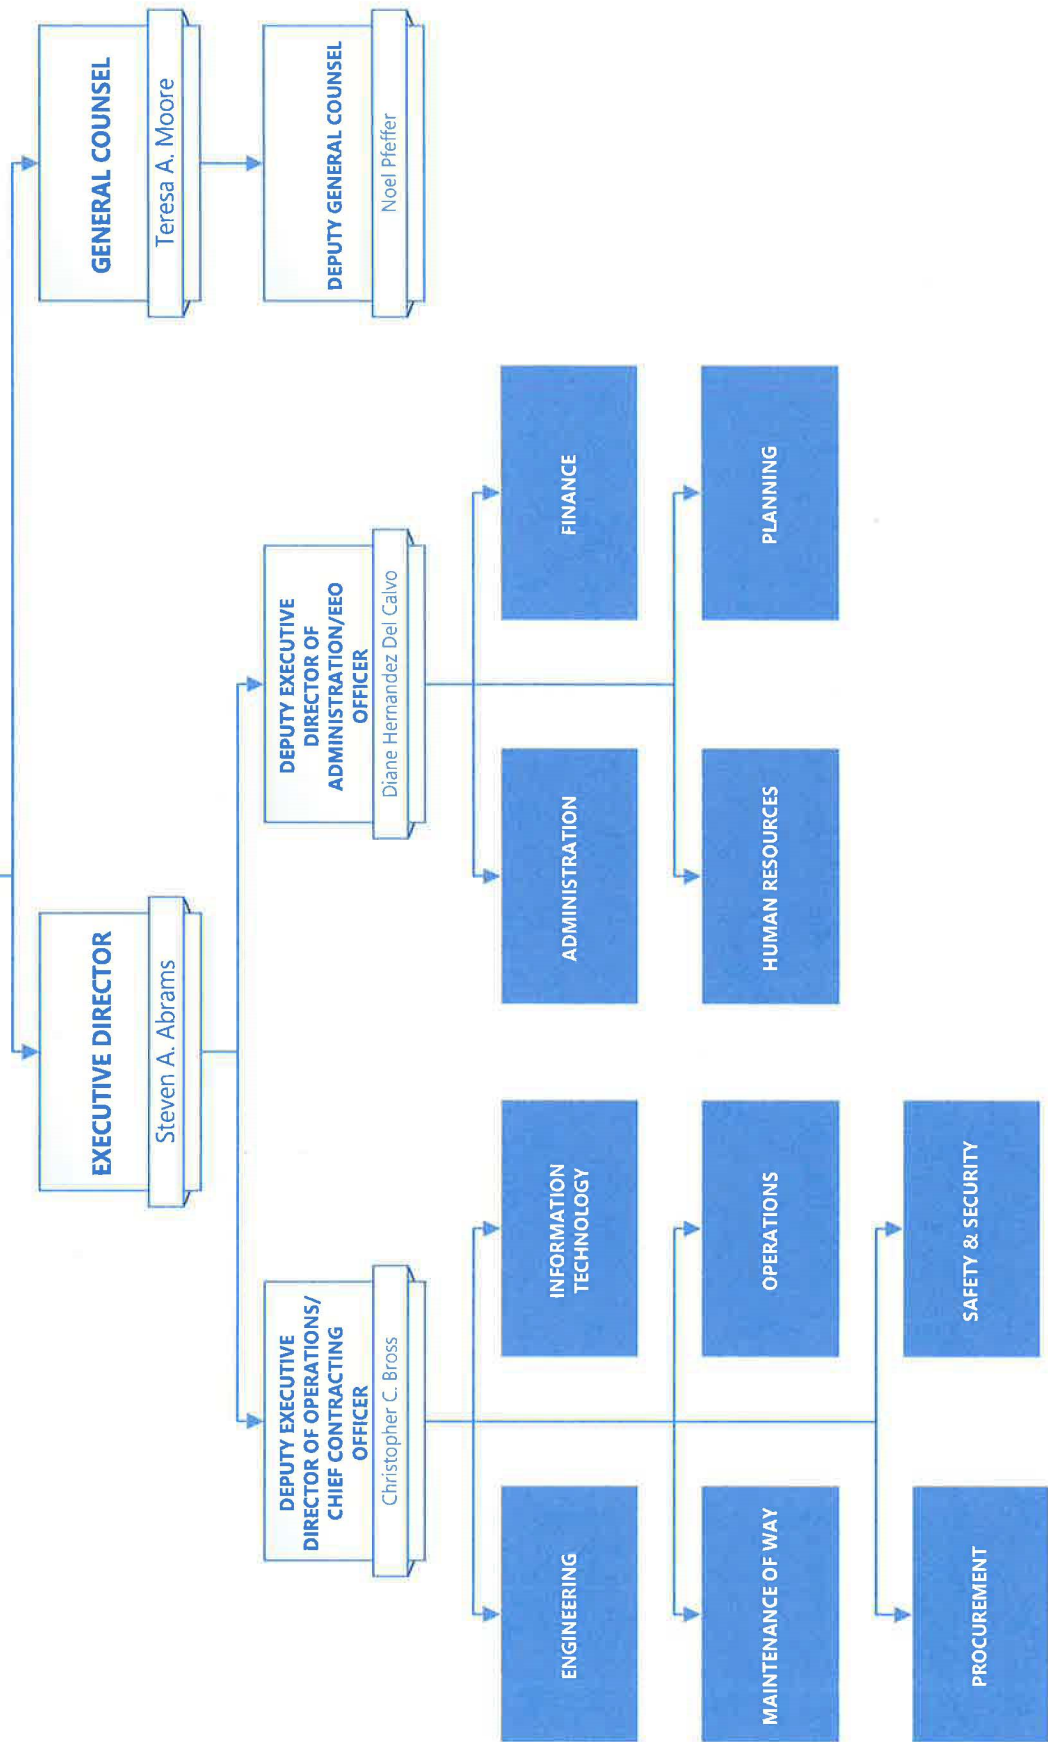 EXECUTIVE DIRECTOR
Steven A. Abrams
GENERAL COUNSEL
Teresa A. Moore
DEPUTY EXECUTIVE
DIRECTOR OF OPERATIONS/
CHIEF CONTRACTING
OFFICER
Christopher C. Bross
DEPUTY EXECUTIVE
DIRECTOR OF
ADMINISTRATION/EEO
OFFICER
Diane Hernandez Del Calvo
DEPUTY GENERAL COUNSEL
Noel Pfeffer
ENGINEERING
INFORMATION
TECHNOLOGY
ADMINISTRATION
FINANCE
MAINTENANCE OF WAY
OPERATIONS
HUMAN RESOURCES
PLANNING
PROCUREMENT
SAFETY & SECURITY